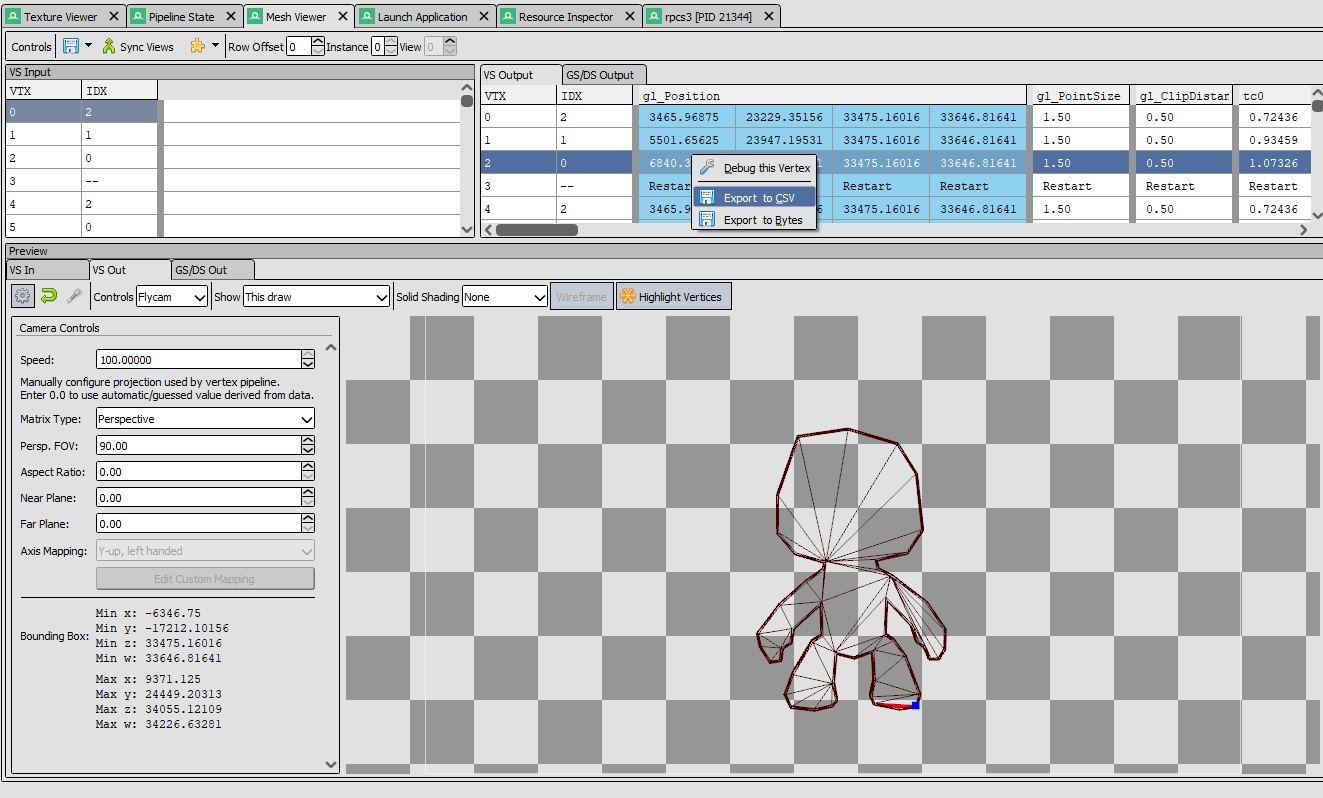 Texture Viewer Pipeline State Mesh Viewer Launch Application Resource Inspector rpcs3 [PID 21344]
Controls Sync Views Row Offset 0 Instance 0 View 0
VS Input
VTX IDX
0 2
1 1
2 0
3 --
4 2
5 0
VS Output GS/DS Output
VTX IDX gl_Position gl_PointSize gl_ClipDistan tc0
0 2 3465.96875 23229.35156 33475.16016 33646.81641 1.50 0.50 0.72436
1 1 5501.65625 23947.19531 33475.16016 33646.81641 1.50 0.50 0.93459
2 0 6840.3 1 33475.16016 33646.81641 1.50 0.50 1.07326
3 -- Restar Restart Restart Restart Restart Restart
4 2 3465.9 6 33475.16016 33646.81641 1.50 0.50 0.72436
Debug this Vertex
Export to CSV
Export to Bytes
Preview
VS In VS Out GS/DS Out
Controls Flycam Show This draw Solid Shading None Wireframe Highlight Vertices
Camera Controls
Speed: 100.00000
Manually configure projection used by vertex pipeline.
Enter 0.0 to use automatic/guessed value derived from data.
Matrix Type: Perspective
Persp. FOV: 90.00
Aspect Ratio: 0.00
Near Plane: 0.00
Far Plane: 0.00
Axis Mapping: Y-up, left handed
Edit Custom Mapping
Bounding Box:
Min x: -6346.75
Min y: -17212.10156
Min z: 33475.16016
Min w: 33646.81641
Max x: 9371.125
Max y: 24449.20313
Max z: 34055.12109
Max w: 34226.63281